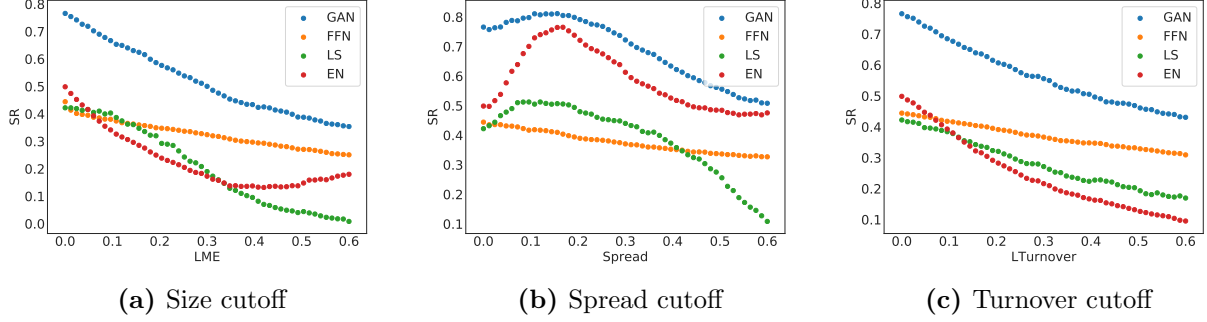 0.8
0.7
0.6
0.5
0.4
0.3
0.2
0.1
0.0
SR
GAN
FFN
LS
EN
0.0 0.1 0.2 0.3 0.4 0.5 0.6
LME
(a) Size cutoff
0.8
0.7
0.6
0.5
0.4
0.3
0.2
0.1
SR
GAN
FFN
LS
EN
0.0 0.1 0.2 0.3 0.4 0.5 0.6
Spread
(b) Spread cutoff
0.8
0.7
0.6
0.5
0.4
0.3
0.2
0.1
SR
GAN
FFN
LS
EN
0.0 0.1 0.2 0.3 0.4 0.5 0.6
LTurnover
(c) Turnover cutoff